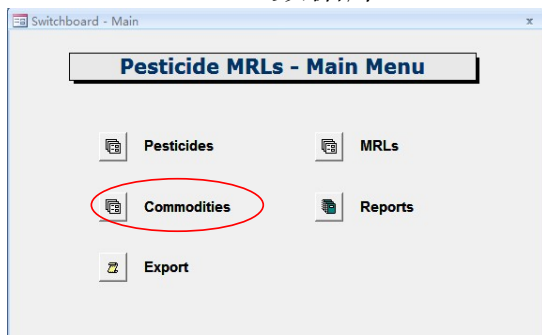 Switchboard - Main
x
Pesticide MRLs - Main Menu
Pesticides
MRLs
Commodities
Reports
Export